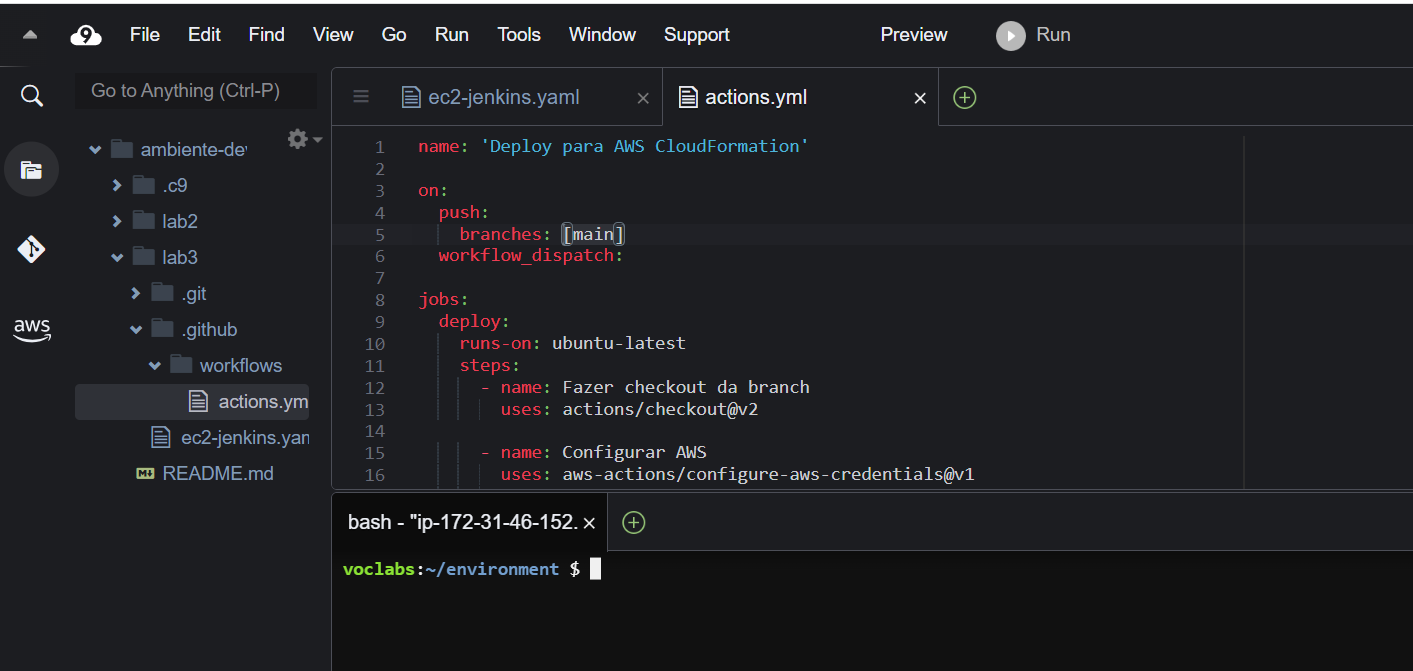 File Edit Find View Go Run Tools Window Support Preview Run
Go to Anything (Ctrl-P)
ambiente-de
.c9
lab2
lab3
.git
.github
workflows
actions.ym
ec2-jenkins.yan
README.md
aws
ec2-jenkins.yaml × actions.yml ×
1 name: 'Deploy para AWS CloudFormation'
2
3 on:
4 push:
5 branches: [main]
6 workflow_dispatch:
7
8 jobs:
9 deploy:
10 runs-on: ubuntu-latest
11 steps:
12 - name: Fazer checkout da branch
13 uses: actions/checkout@v2
14
15 - name: Configurar AWS
16 uses: aws-actions/configure-aws-credentials@v1
bash - "ip-172-31-46-152. ×
voclabs:~/environment $